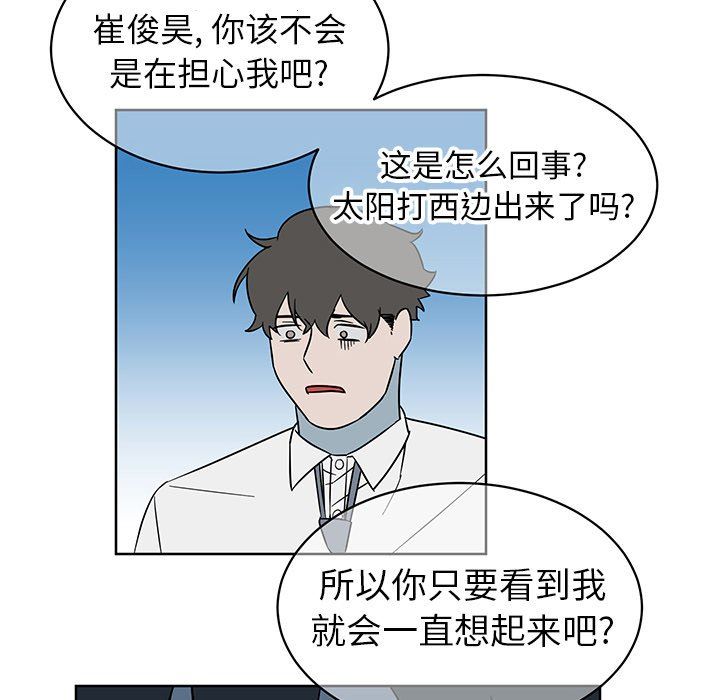 崔俊昊, 你该不会
是在担心我吧?
这是怎么回事?
太阳打西边出来了吗?
所以你只要看到我
就会一直想起来吧?